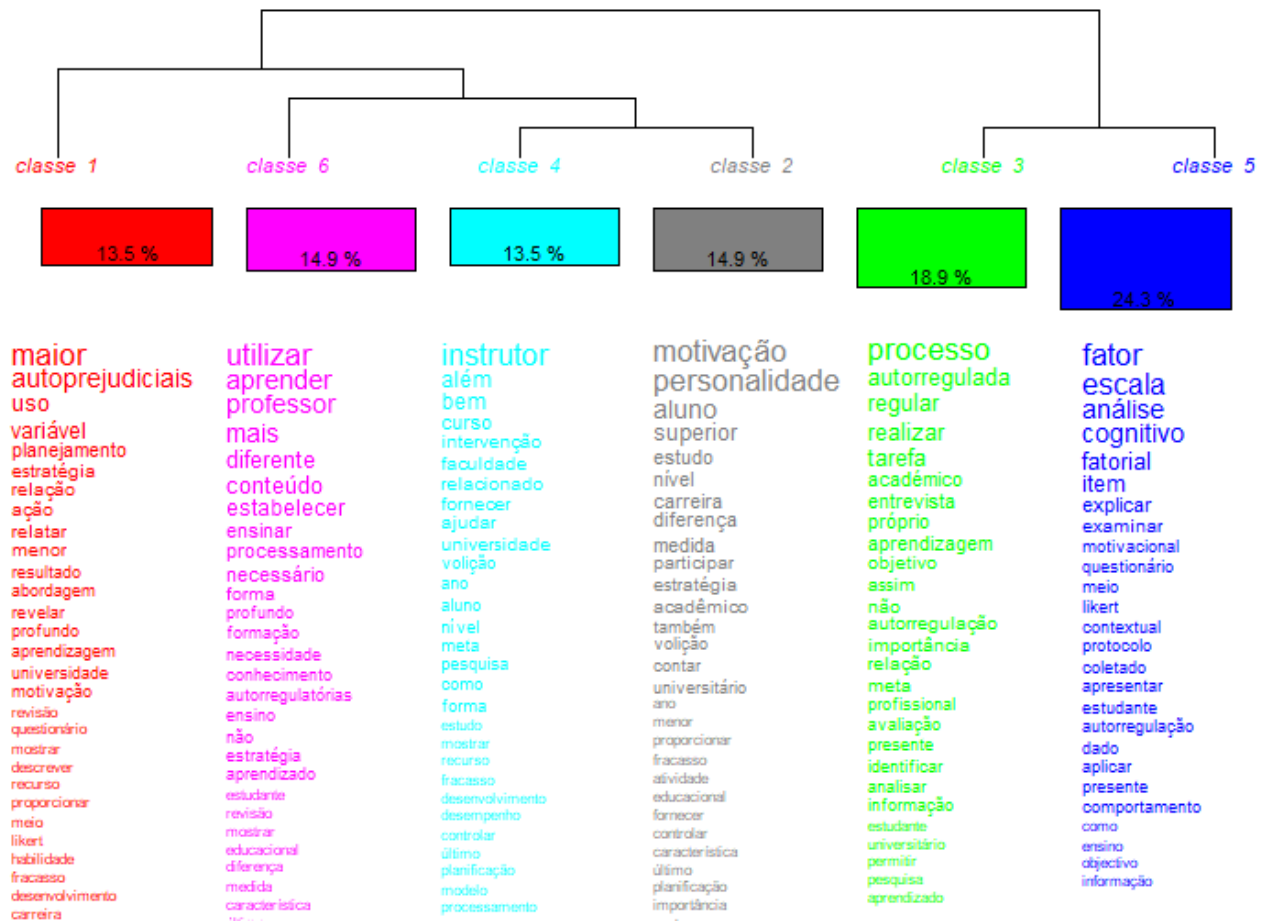 classe 1
classe 6
classe 4
classe 2
classe 3
classe 5
13.5 %
14.9 %
13.5 %
14.9 %
18.9 %
24.3 %
maior
autoprejudiciais
uso
variável
planejamento
estratégia
relação
ação
relatar
menor
resultado
abordagem
revelar
profundo
aprendizagem
universidade
motivação
revisão
questionário
mostrar
descrever
recurso
proporcionar
meio
likert
habilidade
fracasso
desenvolvimento
carreira
utilizar
aprender
professor
mais
diferente
conteúdo
estabelecer
ensinar
processamento
necessário
forma
profundo
formação
necessidade
conhecimento
autorregulatórias
ensino
não
estratégia
aprendizado
estudante
revisão
mostrar
educacional
diferença
medida
característica
instrutor
além
bem
curso
intervenção
faculdade
relacionado
fornecer
ajudar
universidade
volição
ano
aluno
nível
meta
pesquisa
como
forma
estudo
mostrar
recurso
fracasso
desenvolvimento
desempenho
controlar
último
planificação
modelo
processamento
motivação
personalidade
aluno
superior
estudo
nível
carreira
diferença
medida
participar
estratégia
acadêmico
também
volição
contar
universitário
ano
menor
proporcionar
fracasso
atividade
educacional
fornecer
controlar
característica
último
planificação
importância
processo
autorregulada
regular
realizar
tarefa
académico
entrevista
próprio
aprendizagem
objetivo
assim
não
autorregulação
importância
relação
meta
profissional
avaliação
presente
identificar
analisar
informação
estudante
universitário
permitir
pesquisa
aprendizado
fator
escala
análise
cognitivo
fatorial
item
explicar
examinar
motivacional
questionário
meio
likert
contextual
protocolo
coletado
apresentar
estudante
autorregulação
dado
aplicar
presente
comportamento
como
ensino
objectivo
informação